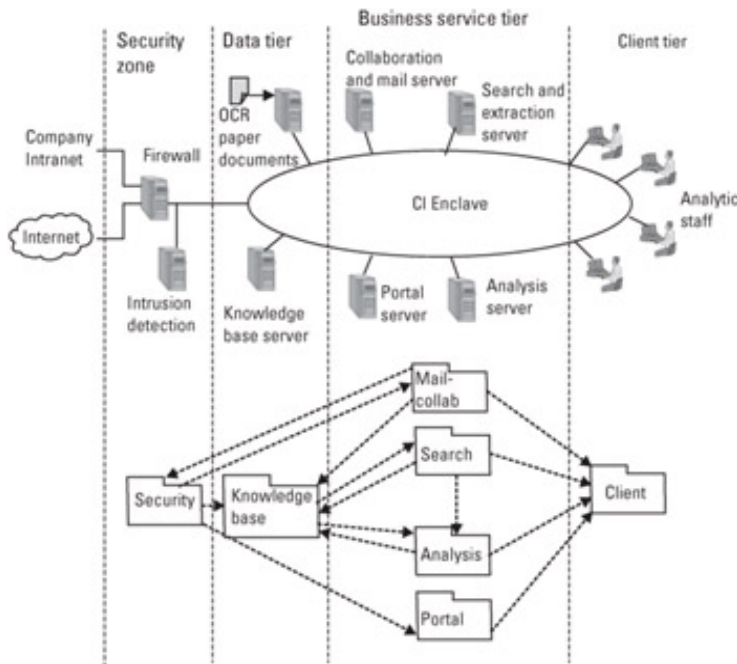 Business service tier
Security
zone
Data tier
Client tier
Collaboration
and mail server
Search and
extraction
server
OCR
paper
documents
Company
Intranet
Firewall
CI Enclave
Analytic
staff
Internet
Intrusion
detection
Knowledge
base server
Portal
server
Analysis
server
Mail-
collab
Search
Security
Knowledge
base
Client
Analysis
Portal